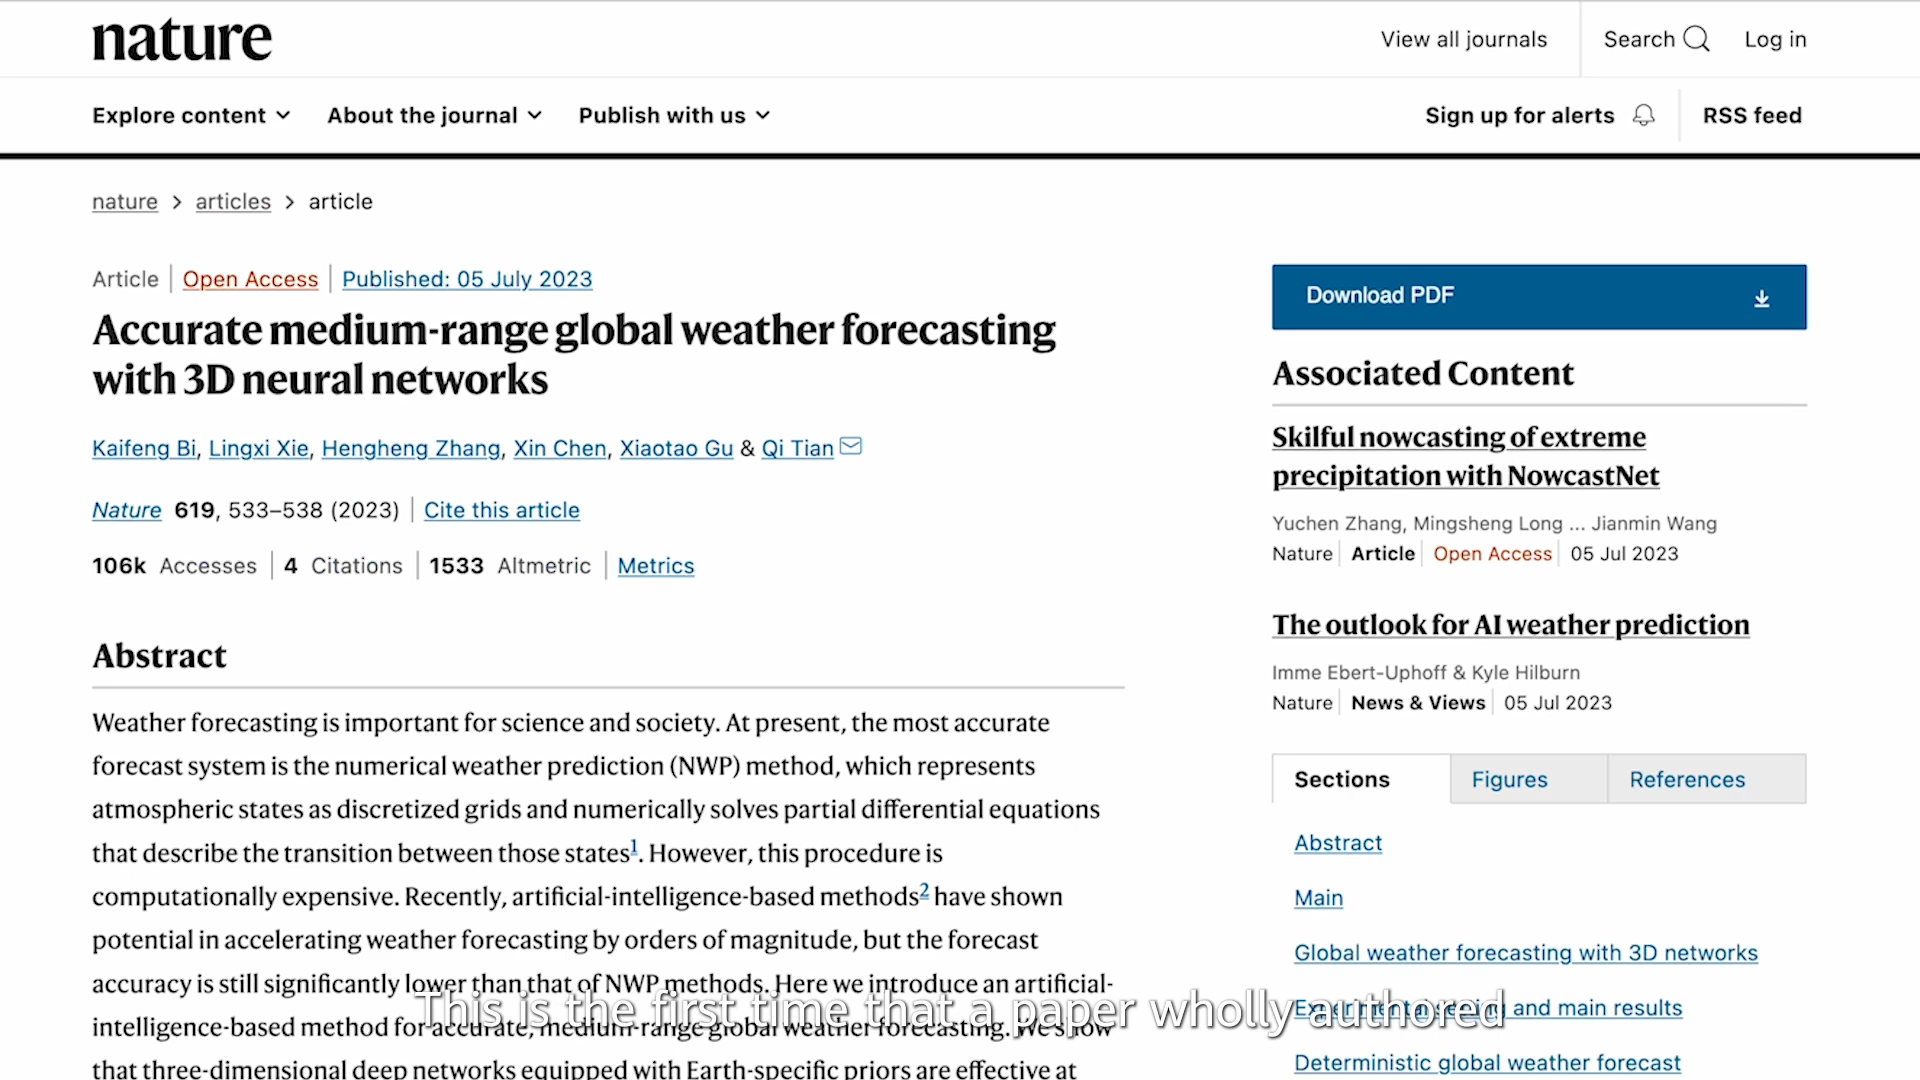 nature
View all journals
Search
Log in
Explore content
About the journal
Publish with us
Sign up for alerts
RSS feed
nature > articles > article
Article
Open Access
Published: 05 July 2023
Accurate medium-range global weather forecasting
with 3D neural networks
Kaifeng Bi, Lingxi Xie, Hengheng Zhang, Xin Chen, Xiaotao Gu & Qi Tian
Nature 619, 533–538 (2023)
Cite this article
106k Accesses
4 Citations
1533 Altmetric
Metrics
Abstract
Weather forecasting is important for science and society. At present, the most accurate
forecast system is the numerical weather prediction (NWP) method, which represents
atmospheric states as discretized grids and numerically solves partial differential equations
that describe the transition between those states1. However, this procedure is
computationally expensive. Recently, artificial-intelligence-based methods2 have shown
potential in accelerating weather forecasting by orders of magnitude, but the forecast
accuracy is still significantly lower than that of NWP methods. Here we introduce an artificial-
intelligence-based method for accurate, medium-range global weather forecasting. We show
that three-dimensional deep networks equipped with Earth-specific priors are effective at
Download PDF
Associated Content
Skilful nowcasting of extreme
precipitation with NowcastNet
Yuchen Zhang, Mingsheng Long ... Jianmin Wang
Nature
Article
Open Access
05 Jul 2023
The outlook for AI weather prediction
Imme Ebert-Uphoff & Kyle Hilburn
Nature
News & Views
05 Jul 2023
Sections
Figures
References
Abstract
Main
Global weather forecasting with 3D networks
Experimental setting and main results
Deterministic global weather forecast
This is the first time that a paper wholly authored